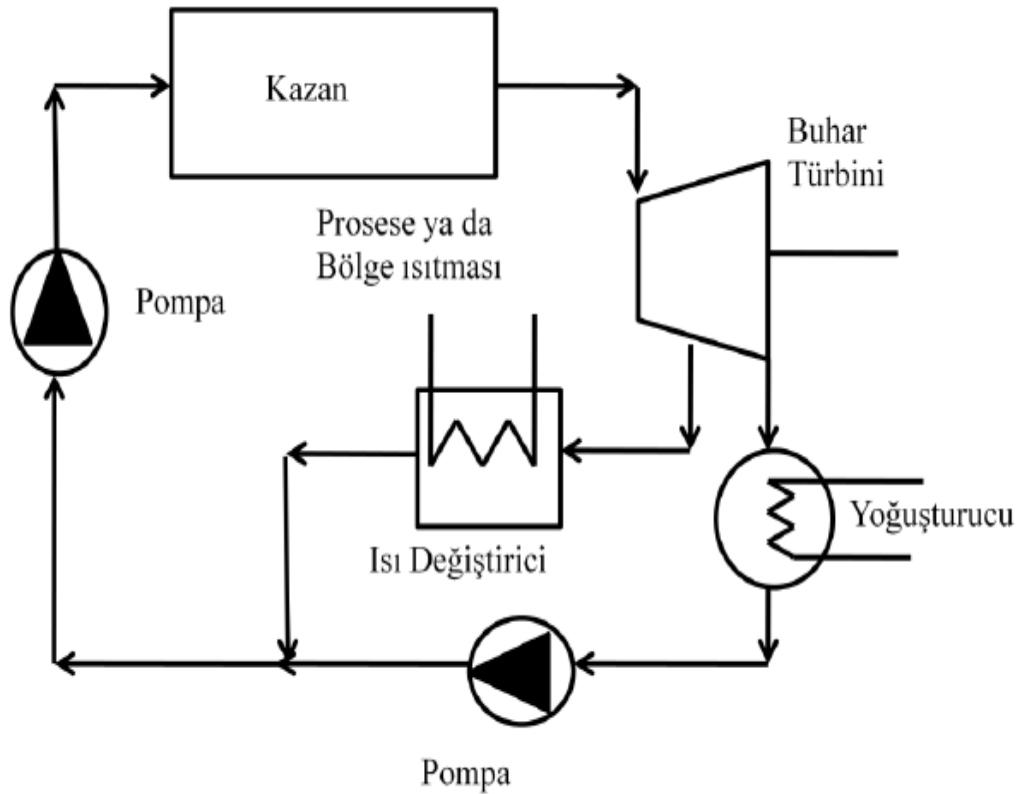 Kazan
Buhar
Türbini
Prosese ya da
Bölge ısıtması
Pompa
Yoğuşturucu
Isı Değiştirici
Pompa